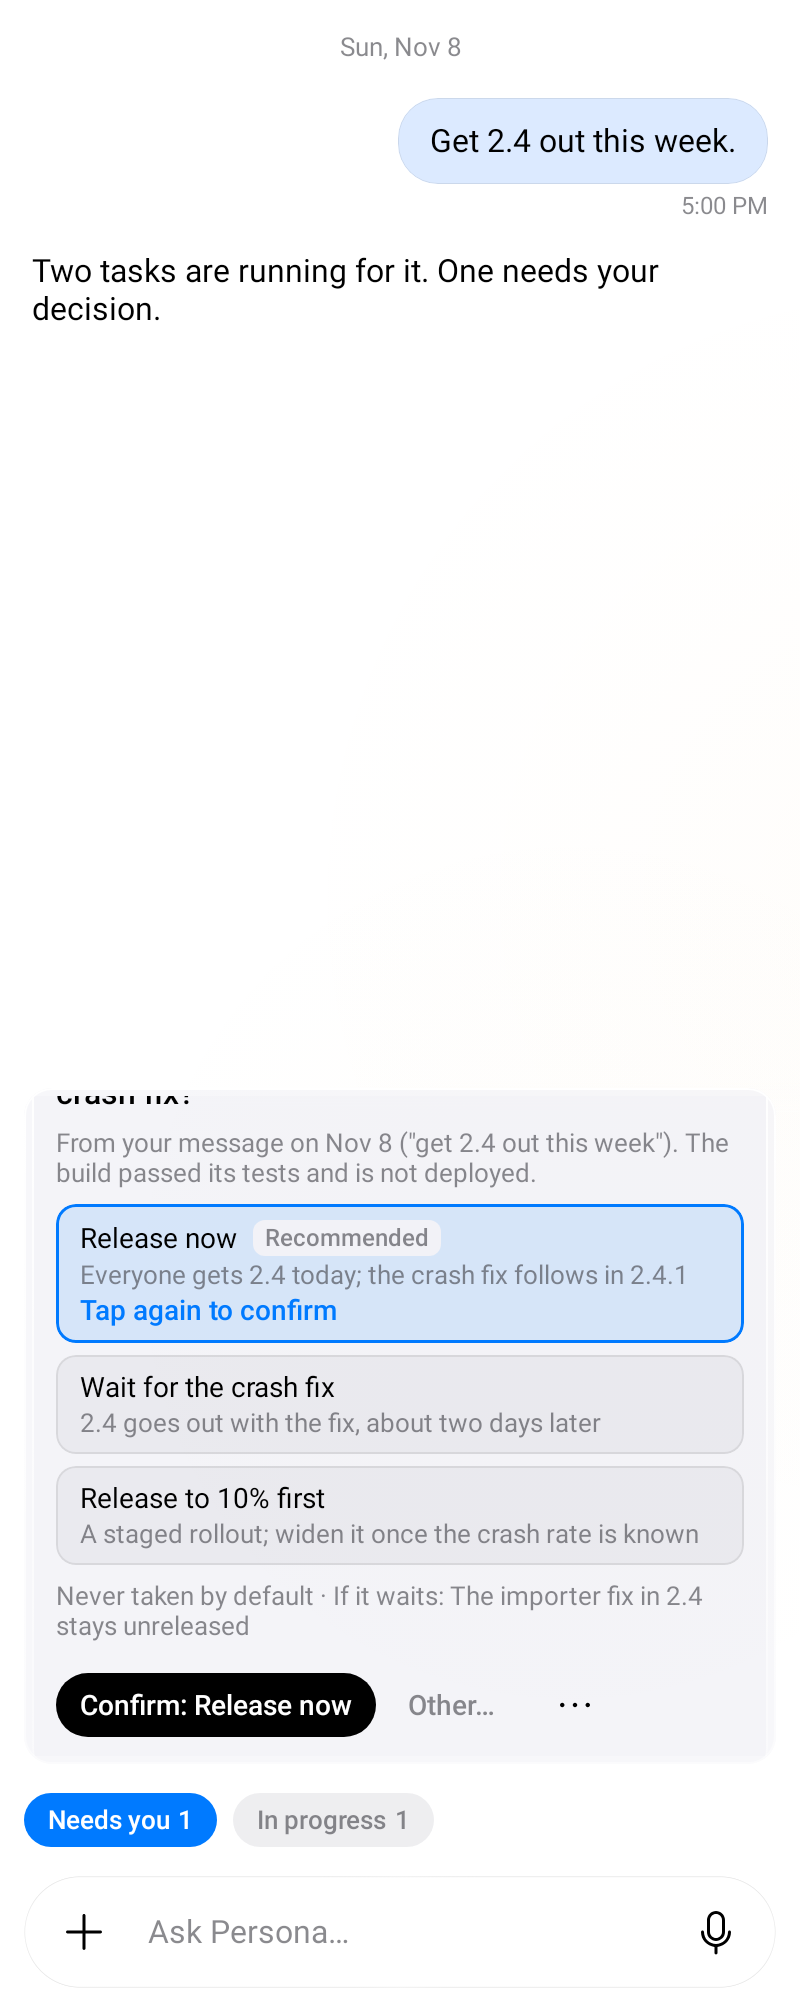 Sun, Nov 8
Get 2.4 out this week.
5:00 PM
Two tasks are running for it. One needs your
decision.
crash fix?
From your message on Nov 8 ("get 2.4 out this week"). The
build passed its tests and is not deployed.
Release now Recommended
Everyone gets 2.4 today; the crash fix follows in 2.4.1
Tap again to confirm
Wait for the crash fix
2.4 goes out with the fix, about two days later
Release to 10% first
A staged rollout; widen it once the crash rate is known
Never taken by default · If it waits: The importer fix in 2.4
stays unreleased
Confirm: Release now Other... ...
Needs you 1 In progress 1
Ask Persona...